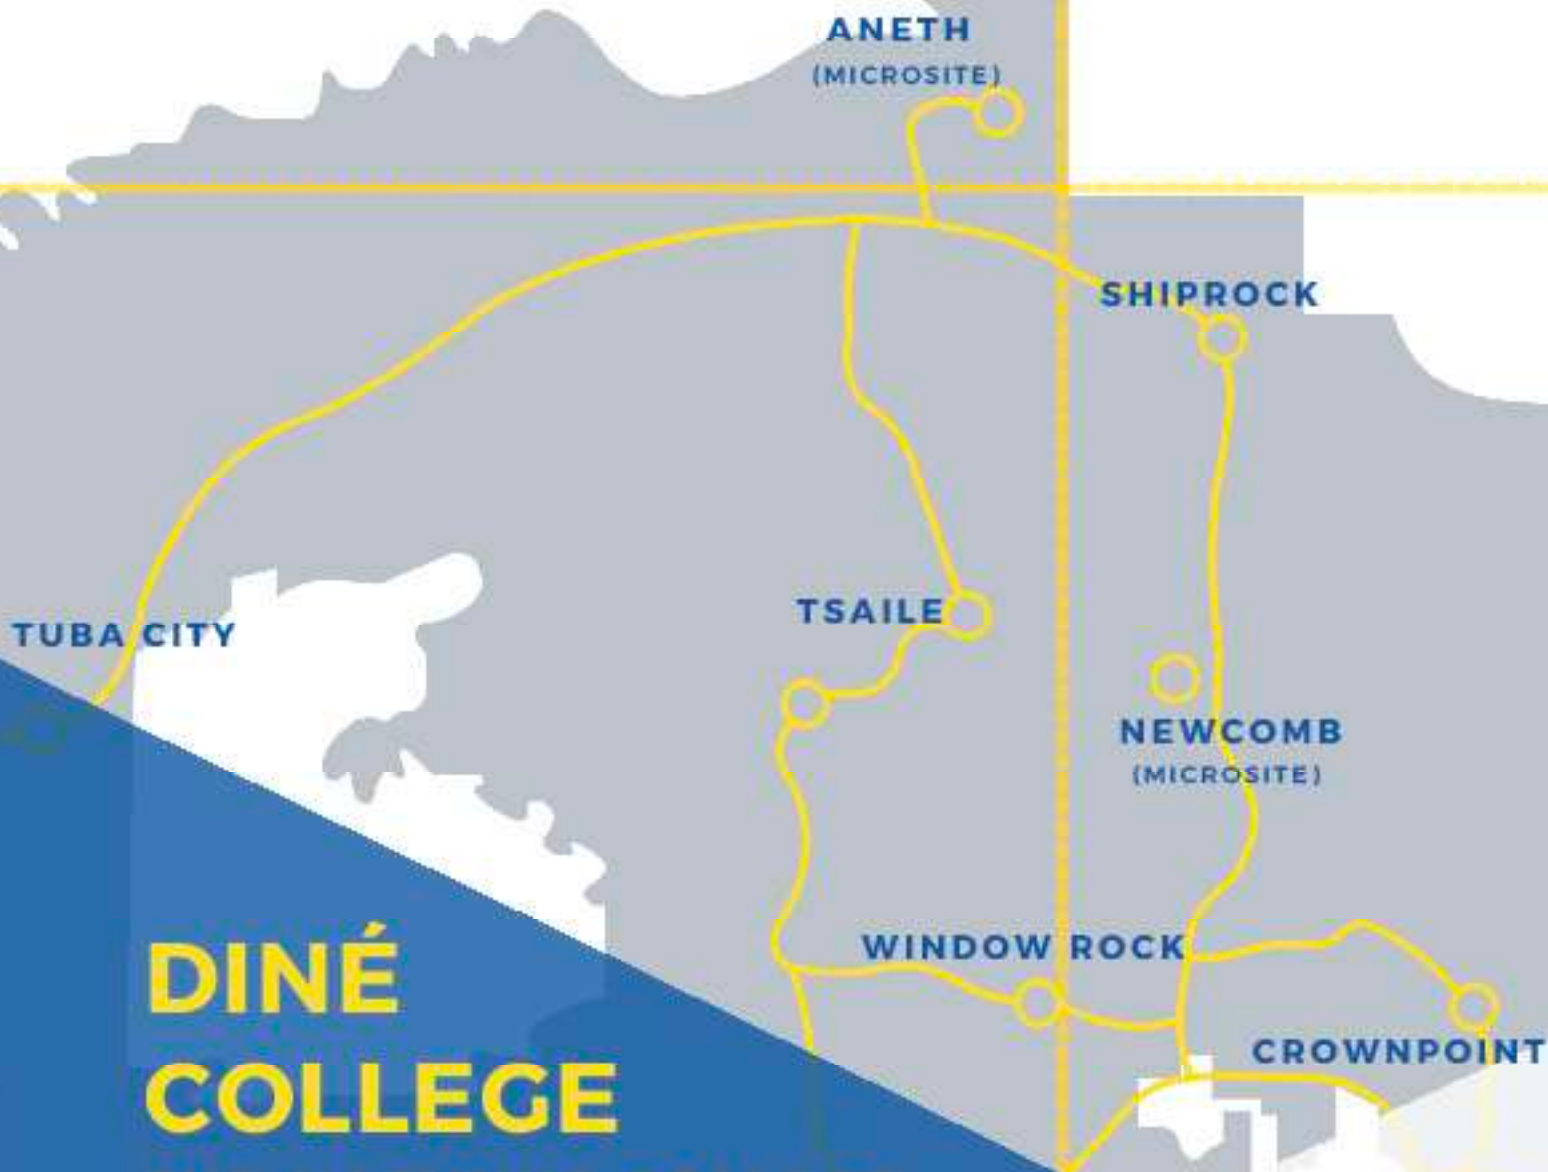 ANETH
(MICROSITE)
SHIPROCK
TSAILE
TUBA CITY
NEWCOMB
(MICROSITE)
WINDOW ROCK
CROWNPOINT
DINÉ
COLLEGE